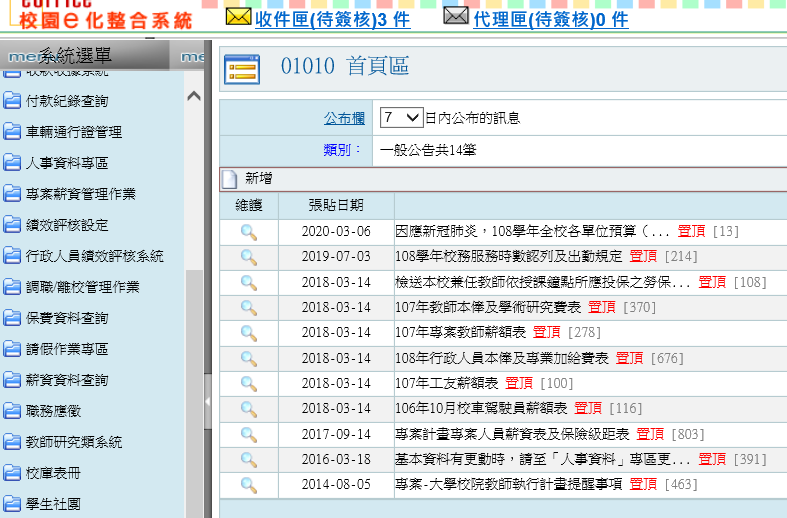 校園e化整合系統
收件匣(待簽核)3 件
代理匣(待簽核)0 件
系統選單
付款紀錄查詢
車輛通行證管理
人事資料專區
專案薪資管理作業
績效評核設定
行政人員績效評核系統
調職/離校管理作業
保費資料查詢
請假作業專區
薪資資料查詢
職務應徵
教師研究類系統
校庫表冊
學生社團
01010 首頁區
公布欄 7 日內公布的訊息
類別： 一般公告共14筆
新增
維護 張貼日期
2020-03-06 因應新冠肺炎，108學年全校各單位預算（... 置頂 [13]
2019-07-03 108學年校務服務時數認列及出勤規定 置頂 [214]
2018-03-14 檢送本校兼任教師依授課鐘點所應投保之勞保... 置頂 [108]
2018-03-14 107年教師本俸及學術研究費表 置頂 [370]
2018-03-14 107年專案教師薪額表 置頂 [278]
2018-03-14 108年行政人員本俸及專業加給費表 置頂 [676]
2018-03-14 107年工友薪額表 置頂 [100]
2018-03-14 106年10月校車駕駛員薪額表 置頂 [116]
2017-09-14 專案計畫專案人員薪資表及保險級距表 置頂 [803]
2016-03-18 基本資料有更動時，請至「人事資料」專區更... 置頂 [391]
2014-08-05 專案-大學校院教師執行計畫提醒事項 置頂 [463]